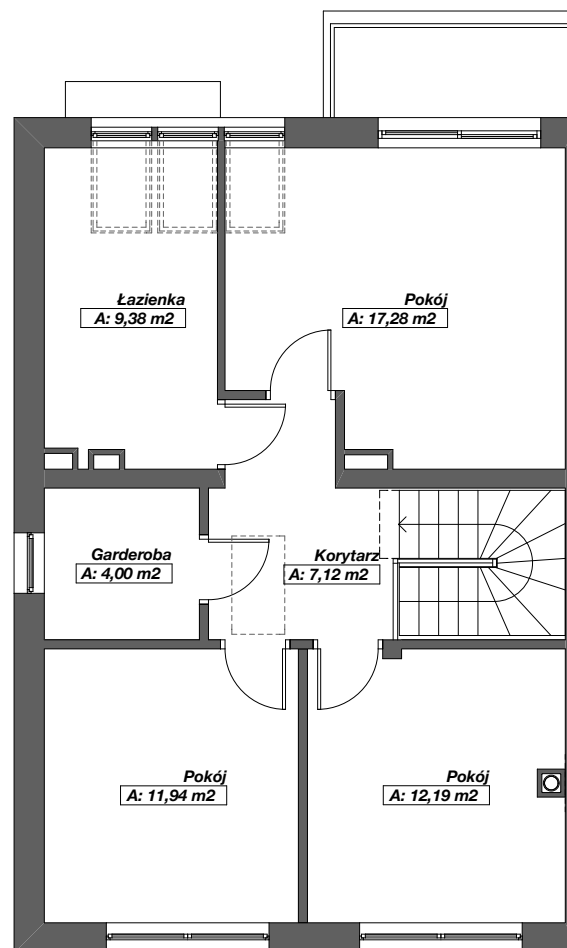 Łazienka
A: 9,38 m2
Pokój
A: 17,28 m2
Garderoba
A: 4,00 m2
Korytarz
A: 7,12 m2
Pokój
A: 11,94 m2
Pokój
A: 12,19 m2